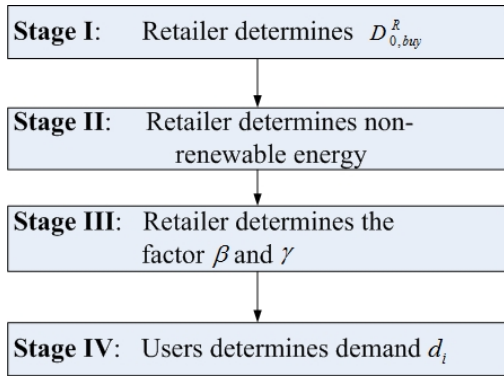 Stage I: Retailer determines D^R_{0,buy}
Stage II: Retailer determines non-
renewable energy
Stage III: Retailer determines the
factor β and γ
Stage IV: Users determines demand d_i